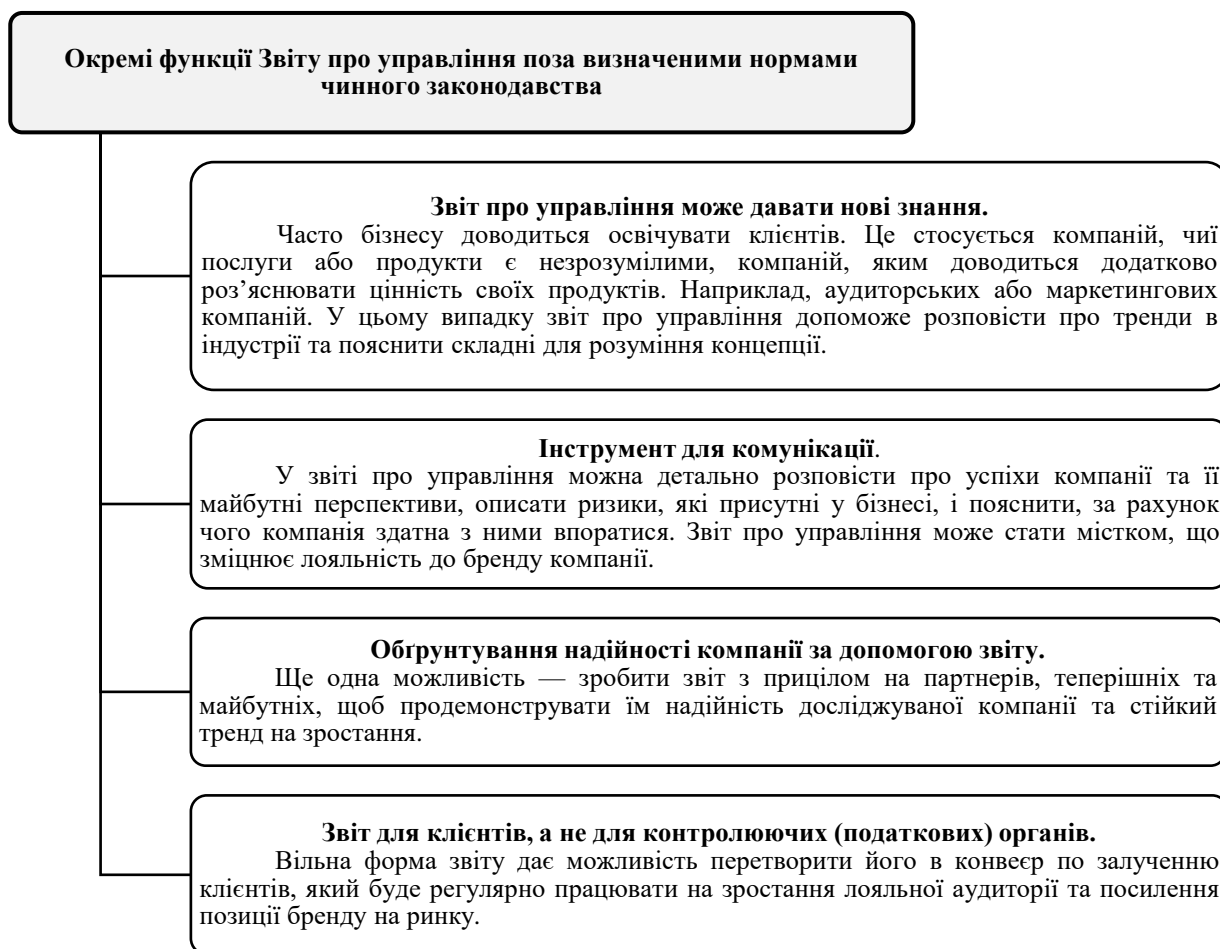 Окремі функції Звіту про управління поза визначеними нормами
чинного законодавства
Звіт про управління може давати нові знання.
Часто бізнесу доводиться освічувати клієнтів. Це стосується компаній, чиї
послуги або продукти є незрозумілими, компаній, яким доводиться додатково
роз’яснювати цінність своїх продуктів. Наприклад, аудиторських або маркетингових
компаній. У цьому випадку звіт про управління допоможе розповісти про тренди в
індустрії та пояснити складні для розуміння концепції.
Інструмент для комунікації.
У звіті про управління можна детально розповісти про успіхи компанії та її
майбутні перспективи, описати ризики, які присутні у бізнесі, і пояснити, за рахунок
чого компанія здатна з ними впоратися. Звіт про управління може стати містком, що
зміцнює лояльність до бренду компанії.
Обґрунтування надійності компанії за допомогою звіту.
Ще одна можливість — зробити звіт з прицілом на партнерів, теперішніх та
майбутніх, щоб продемонструвати їм надійність досліджуваної компанії та стійкий
тренд на зростання.
Звіт для клієнтів, а не для контролюючих (податкових) органів.
Вільна форма звіту дає можливість перетворити його в конвеєр по залученню
клієнтів, який буде регулярно працювати на зростання лояльної аудиторії та посилення
позиції бренду на ринку.